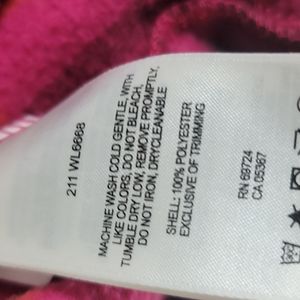 211 WL6668
MACHINE WASH COLD GENTLE, WITH
LIKE COLORS, DO NOT BLEACH,
TUMBLE DRY LOW, REMOVE PROMPTLY,
DO NOT IRON, DRYCLEANABLE
SHELL: 100% POLYESTER
EXCLUSIVE OF TRIMMING
RN 69724
CA 05367